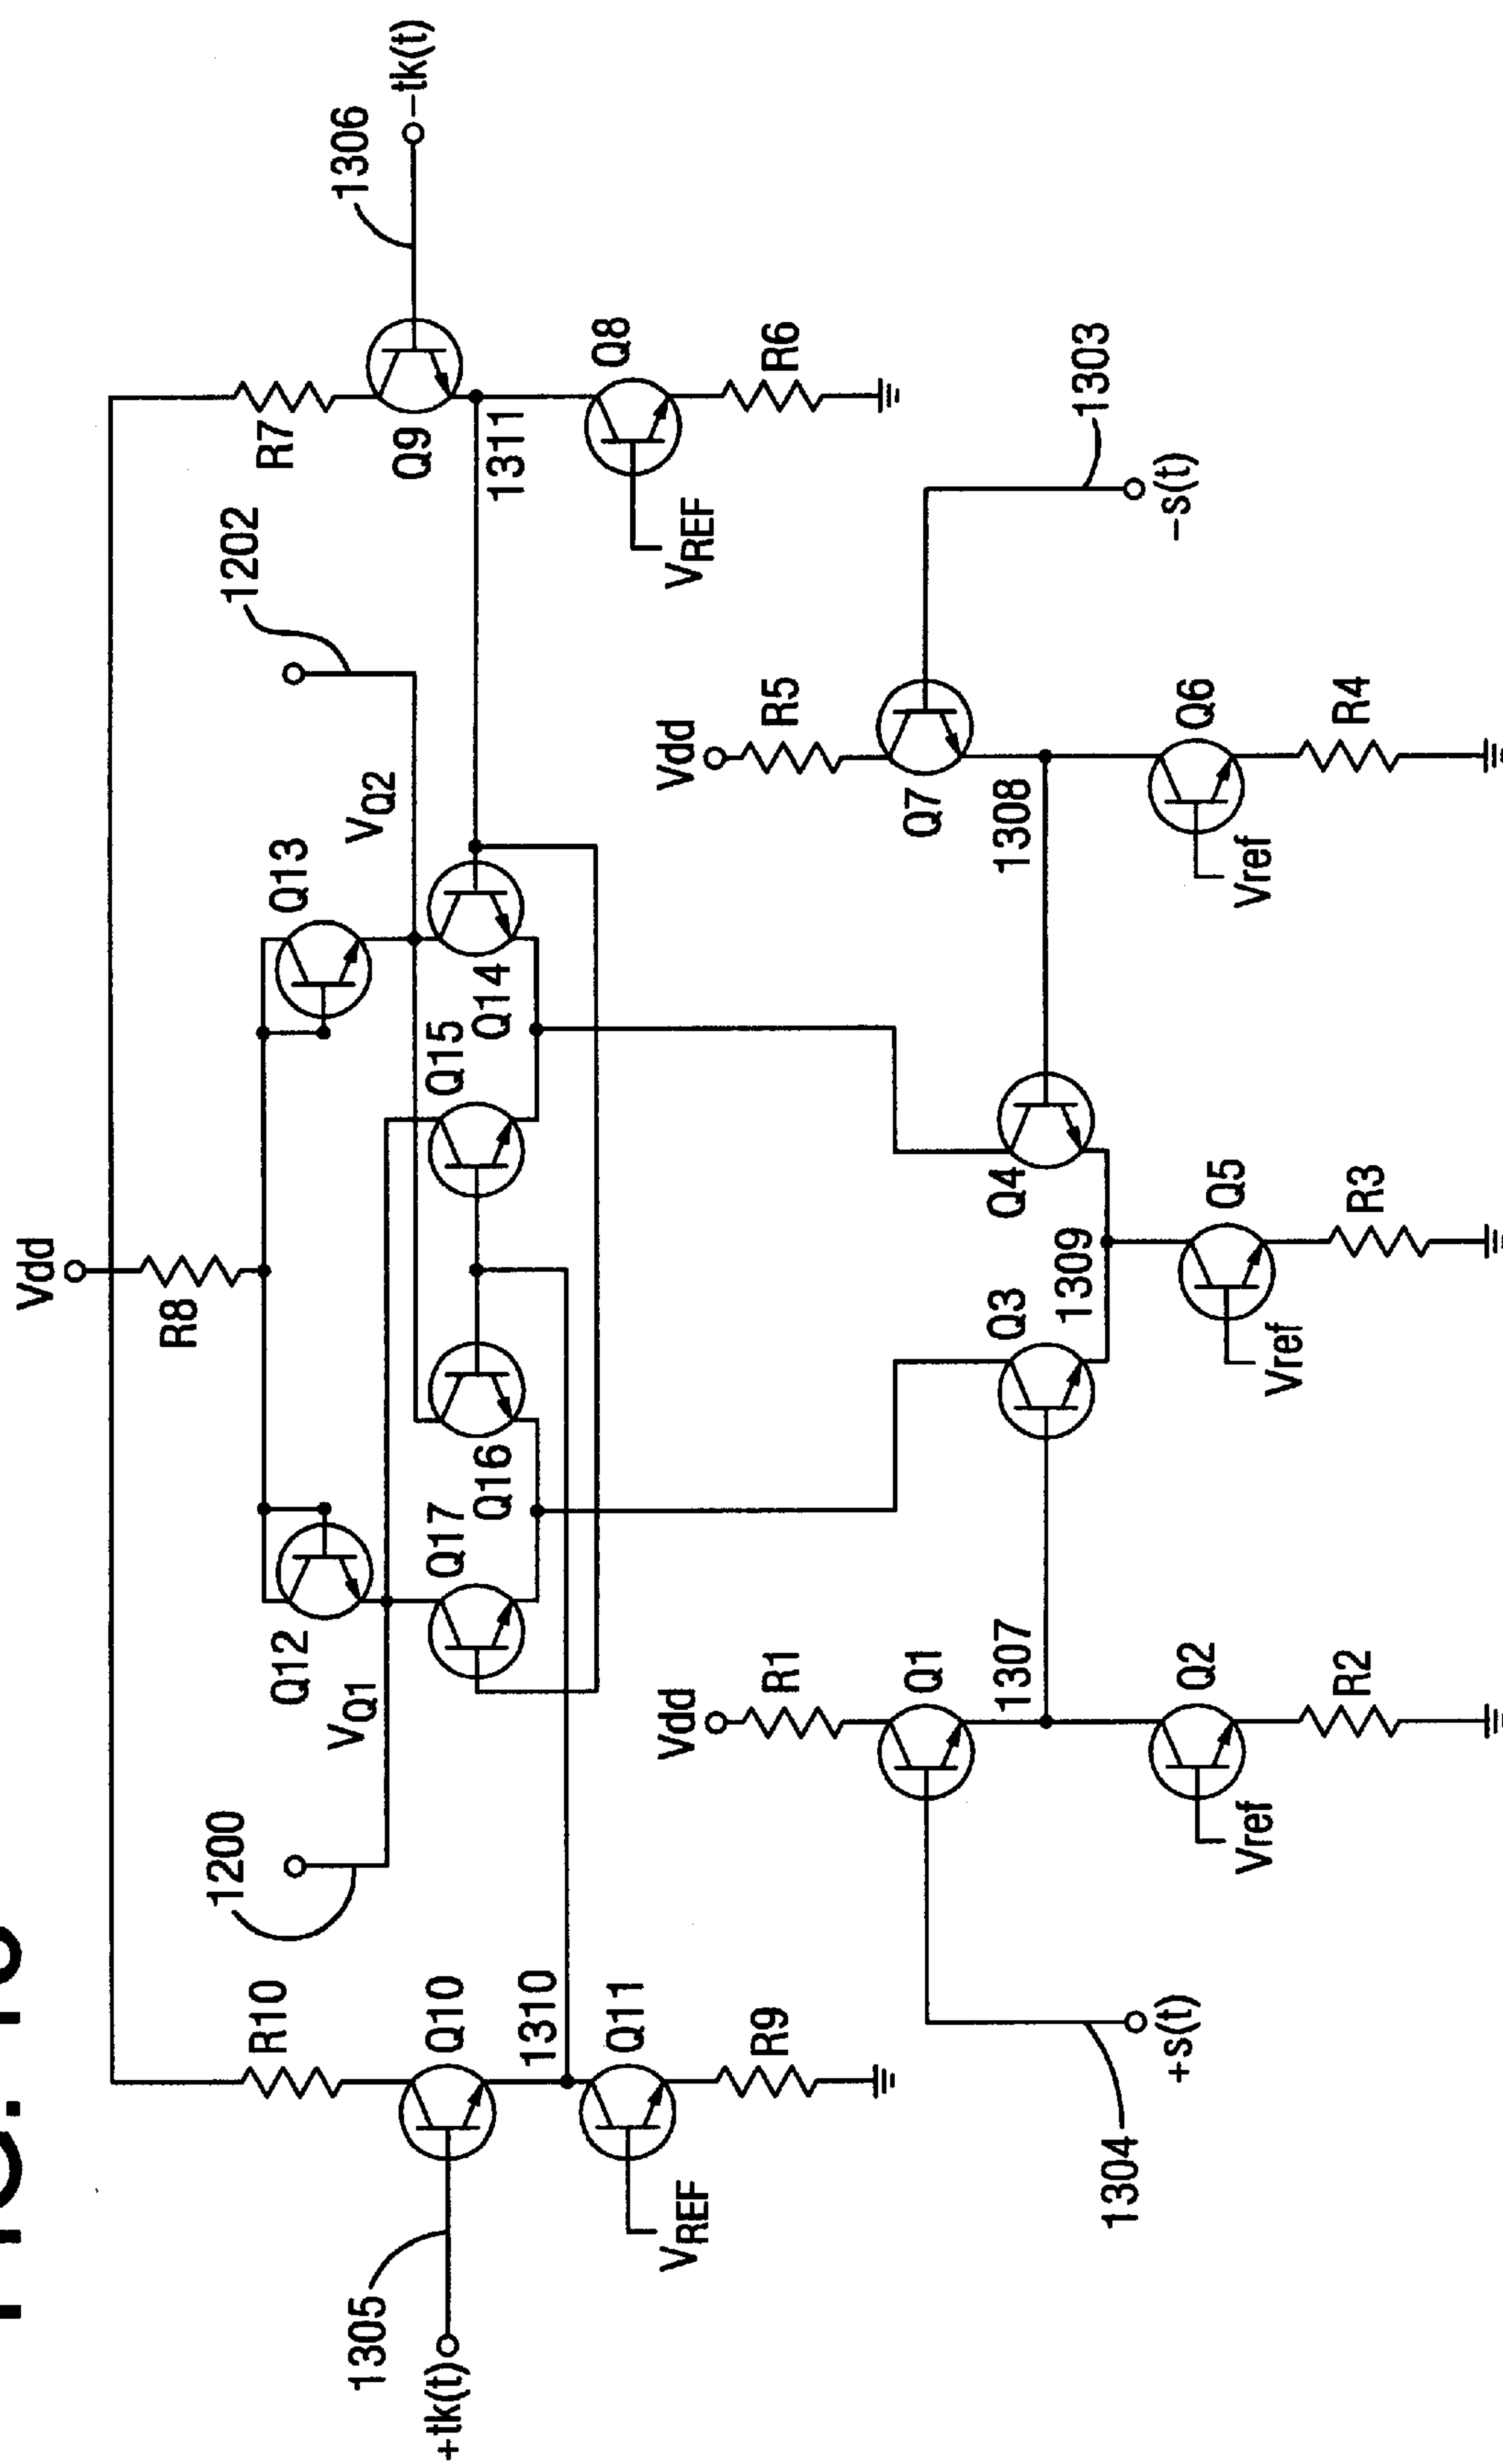 Vdd
R8
1200
1202
R10
Q12
Q13
R7
VQ1
VQ2
1306
1305
+tk(t)
Q10
Q17
Q15
Q9
–tk(t)
Q16
Q14
1311
1310
Q11
Q8
VREF
Vdd
Vdd
VREF
R9
R1
R5
R6
Q1
Q7
1307
Q3
Q4
1308
1309
1303
1304
+s(t)
Q2
Q5
Q6
–s(t)
Vref
Vref
Vref
R2
R3
R4